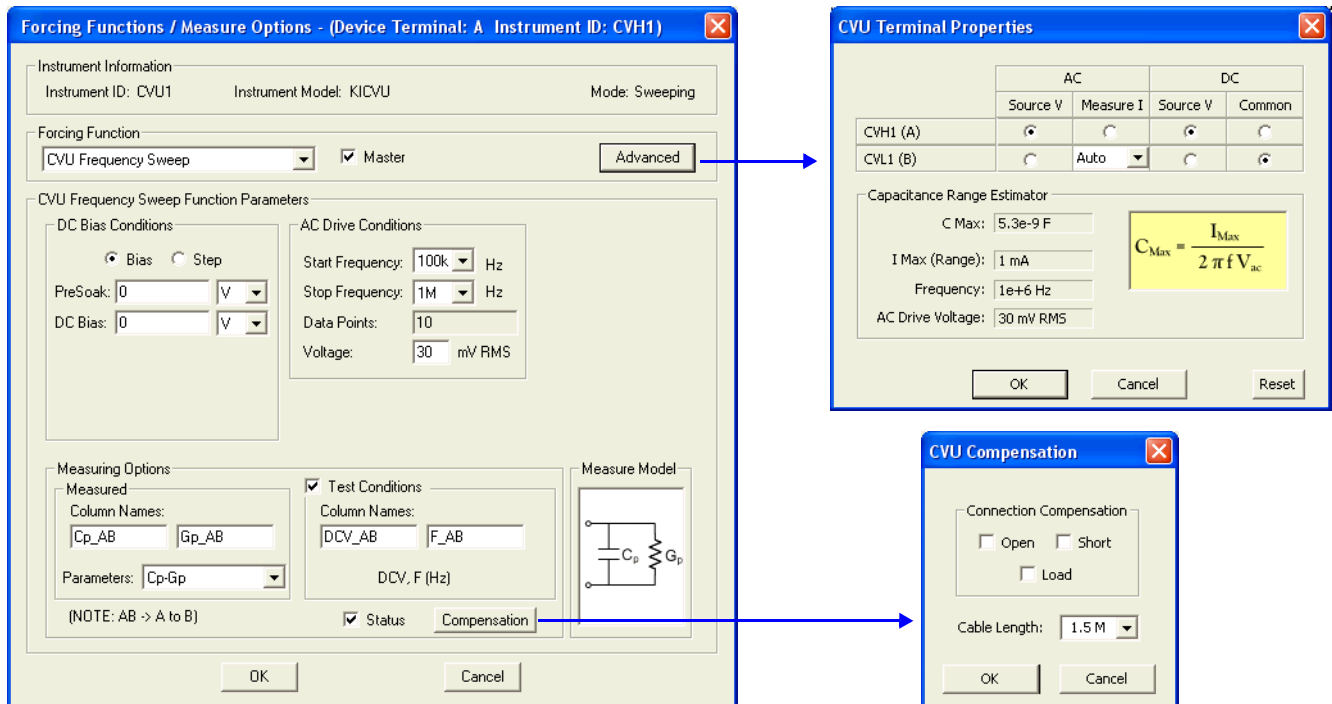 Forcing Functions / Measure Options - (Device Terminal: A Instrument ID: CVH1)
Instrument Information
Instrument ID: CVU1 Instrument Model: KICVU Mode: Sweeping
Forcing Function
CVU Frequency Sweep Master Advanced
CVU Frequency Sweep Function Parameters
DC Bias Conditions
Bias Step
PreSoak: 0 V
DC Bias: 0 V
AC Drive Conditions
Start Frequency: 100k Hz
Stop Frequency: 1M Hz
Data Points: 10
Voltage: 30 mV RMS
Measuring Options
Measured
Column Names:
Cp_AB Gp_AB
Parameters: Cp-Gp
(NOTE: AB -> A to B)
Test Conditions
Column Names:
DCV_AB F_AB
DCV, F (Hz)
Status Compensation
Measure Model
Cp Gp
OK Cancel
CVU Terminal Properties
AC DC
Source V Measure I Source V Common
CVH1 (A)
CVL1 (B) Auto
Capacitance Range Estimator
C Max: 5.3e-9 F
I Max (Range): 1 mA
Frequency: 1e+6 Hz
AC Drive Voltage: 30 mV RMS
CMax = IMax / 2 π f Vac
OK Cancel Reset
CVU Compensation
Connection Compensation
Open Short
Load
Cable Length: 1.5 M
OK Cancel